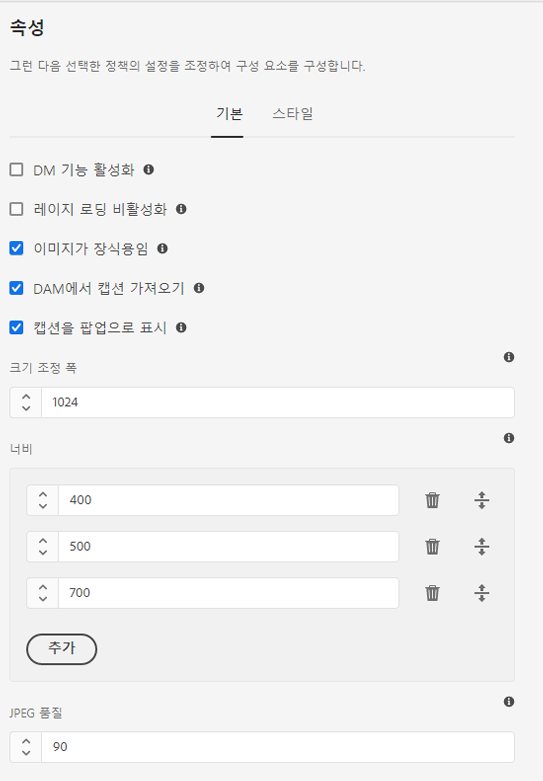 속성
그런 다음 선택한 정책의 설정을 조정하여 구성 요소를 구성합니다.
기본 스타일
DM 기능 활성화
레이지 로딩 비활성화
이미지가 장식용임
DAM에서 캡션 가져오기
캡션을 팝업으로 표시
크기 조정 폭
1024
너비
400
500
700
추가
JPEG 품질
90